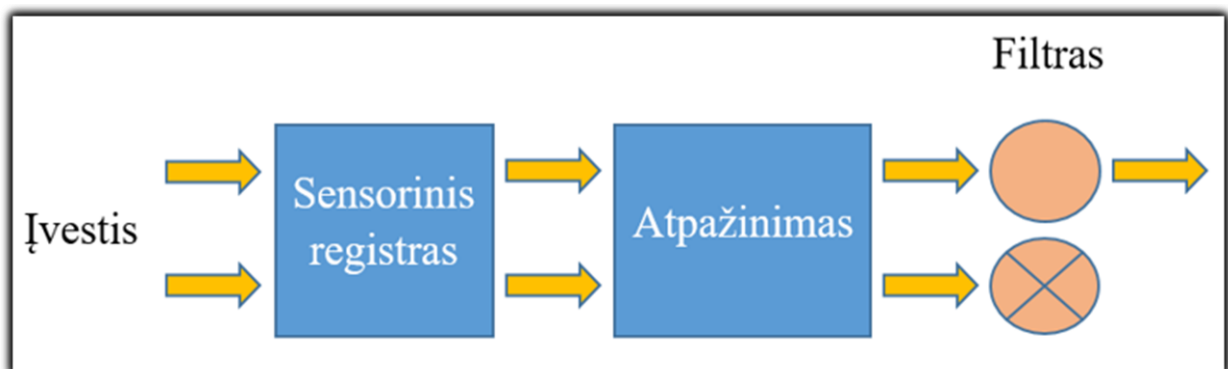 Filtras
Įvestis
Sensorinis
registras
Atpažinimas